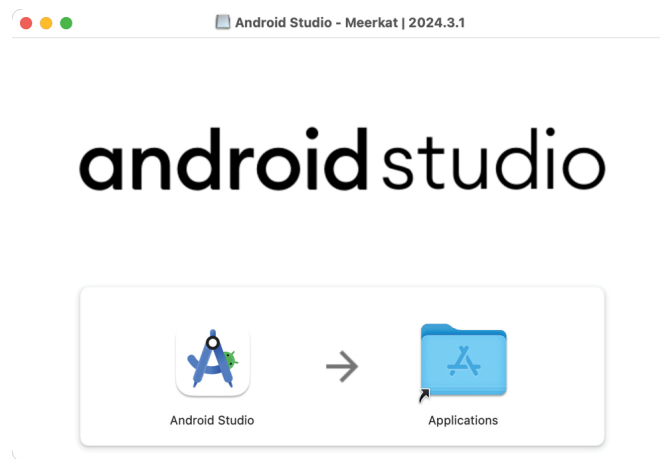 Android Studio - Meerkat | 2024.3.1
android studio
Android Studio
Applications